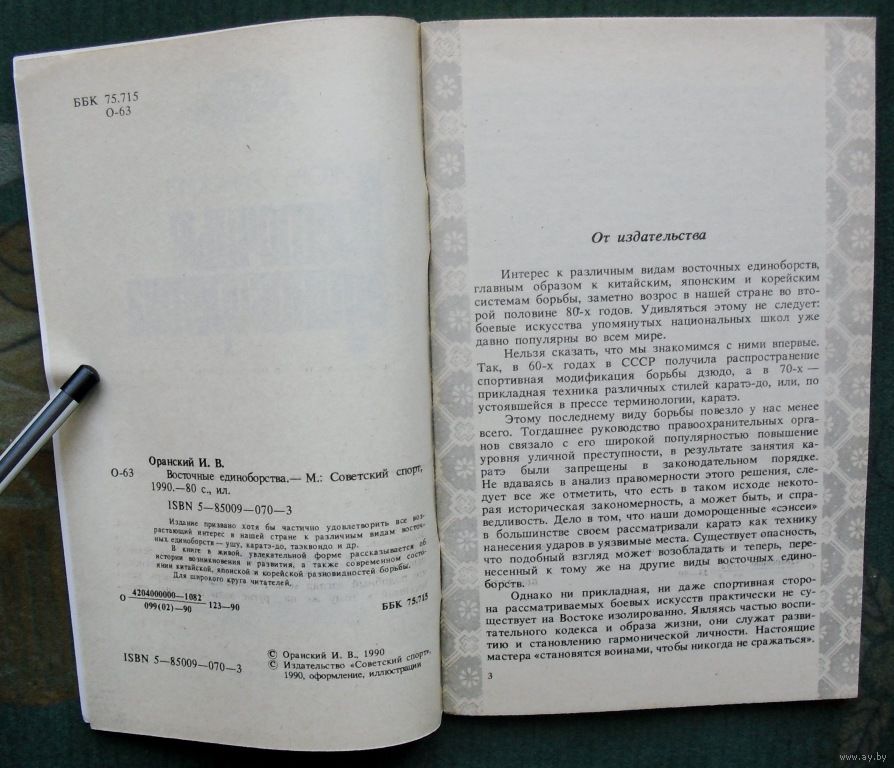 ББК 75.715
О-63
Оранский И. В.
О-63 Восточные единоборства.— М.: Советский спорт,
1990.—80 с., ил.
ISBN 5—85009—070—3
Издание призвано хотя бы частично удовлетворить все воз-
растающий интерес в нашей стране к различным видам восточ-
ных единоборств — ушу, каратэ-до, таэквондо и др.
В книге в живой, увлекательной форме рассказывается об
истории возникновения и развития, а также современном состо-
янии китайской, японской и корейской разновидностей борьбы.
Для широкого круга читателей.
О 4204000000—1082
099(02)—90 123—90
ББК 75.715
ISBN 5—85009—070—3
© Оранский И. В., 1990
© Издательство «Советский спорт»,
1990, оформление, иллюстрации
От издательства
Интерес к различным видам восточных единоборств,
главным образом к китайским, японским и корейским
системам борьбы, заметно возрос в нашей стране во вто-
рой половине 80-х годов. Удивляться этому не следует:
боевые искусства упомянутых национальных школ уже
давно популярны во всем мире.
Нельзя сказать, что мы знакомимся с ними впервые.
Так, в 60-х годах в СССР получила распространение
спортивная модификация борьбы дзюдо, а в 70-х —
прикладная техника различных стилей каратэ-до, или, по
устоявшейся в прессе терминологии, каратэ.
Этому последнему виду борьбы повезло у нас менее
всего. Тогдашнее руководство правоохранительных орга-
нов связало с его широкой популярностью повышение
уровня уличной преступности, в результате занятия ка-
ратэ были запрещены в законодательном порядке.
Не вдаваясь в анализ правомерности этого решения, сле-
дует все же отметить, что есть в таком исходе некото-
рая историческая закономерность, а может быть, и спра-
ведливость. Дело в том, что наши доморощенные «сэнсеи»
в большинстве своем рассматривали каратэ как технику
нанесения ударов в уязвимые места. Существует опасность,
что подобный взгляд может возобладать и теперь, пере-
несенный к тому же на другие виды восточных едино-
борств.
Однако ни прикладная, ни даже спортивная сторо-
на рассматриваемых боевых искусств практически не су-
ществует на Востоке изолированно. Являясь частью воспи-
тательного кодекса и образа жизни, они служат разви-
тию и становлению гармонической личности. Настоящие
мастера «становятся воинами, чтобы никогда не сражаться».
3
www.ay.by